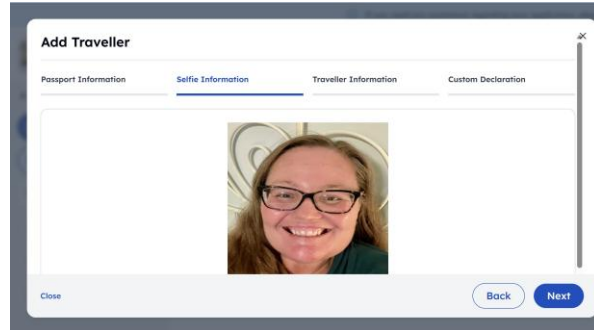 Add Traveller
Passport Information Selfie Information Traveller Information Custom Declaration
Close Back Next